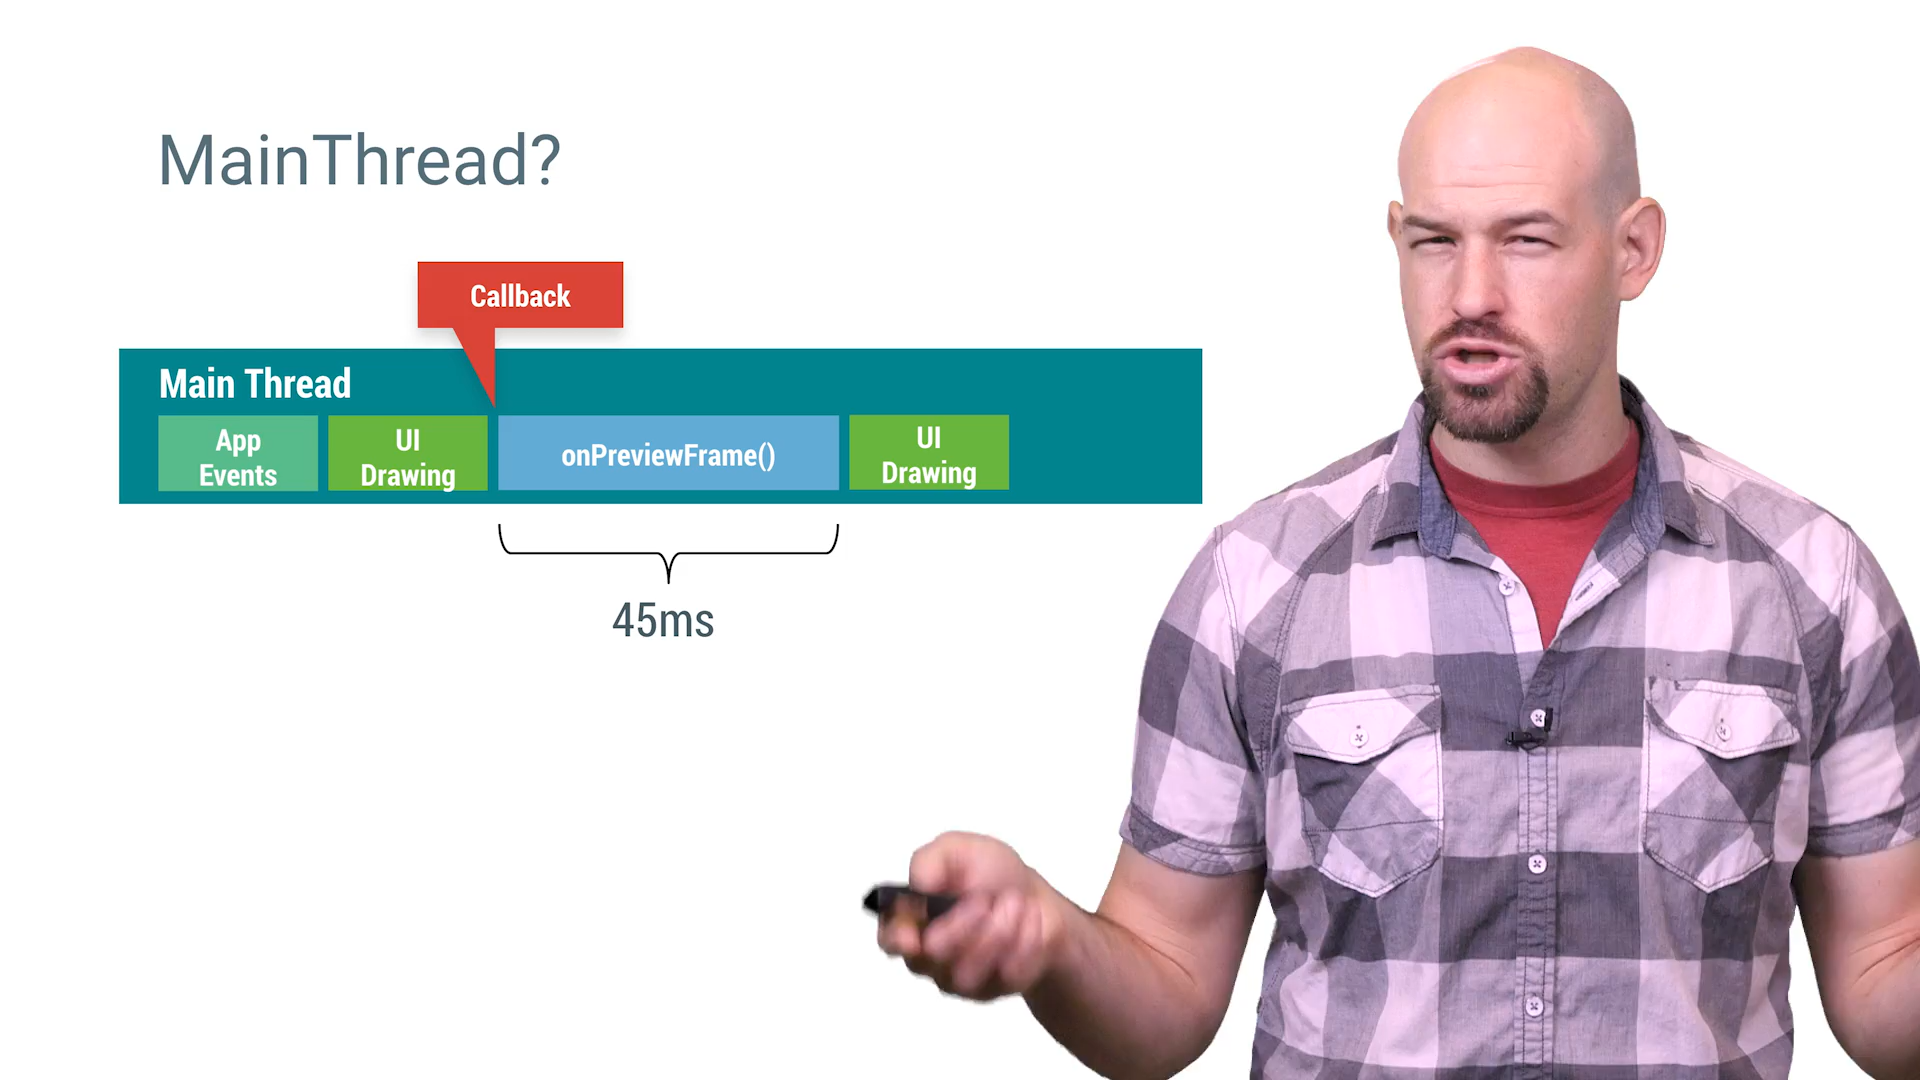 MainThread?
Callback
Main Thread
App
Events
UI
Drawing
onPreviewFrame()
UI
Drawing
45ms